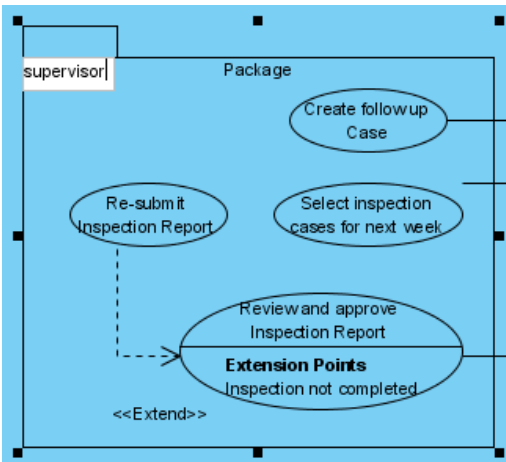 supervisor
Package
Create followup
Case
Re-submit
Inspection Report
Select inspection
cases for next week
Review and approve
Inspection Report
Extension Points
Inspection not completed
<<Extend>>